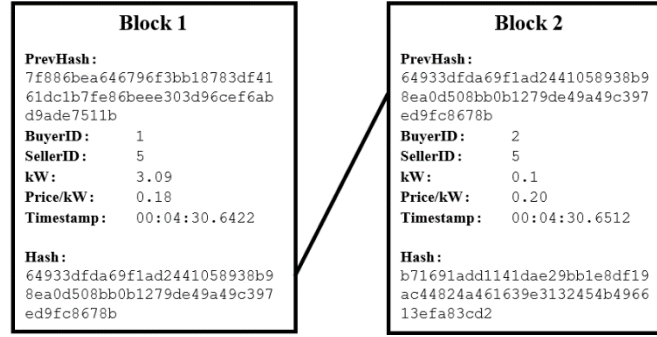 Block 1
PrevHash:
7f886bea646796f3bb18783df41
61dc1b7fe86beee303d96cef6ab
d9ade7511b
BuyerID: 1
SellerID: 5
kW: 3.09
Price/kW: 0.18
Timestamp: 00:04:30.6422
Hash:
64933dfda69f1ad2441058938b9
8ea0d508bb0b1279de49a49c397
ed9fc8678b
Block 2
PrevHash:
64933dfda69f1ad2441058938b9
8ea0d508bb0b1279de49a49c397
ed9fc8678b
BuyerID: 2
SellerID: 5
kW: 0.1
Price/kW: 0.20
Timestamp: 00:04:30.6512
Hash:
b71691add1141dae29bb1e8df19
ac44824a461639e3132454b4966
13efa83cd2